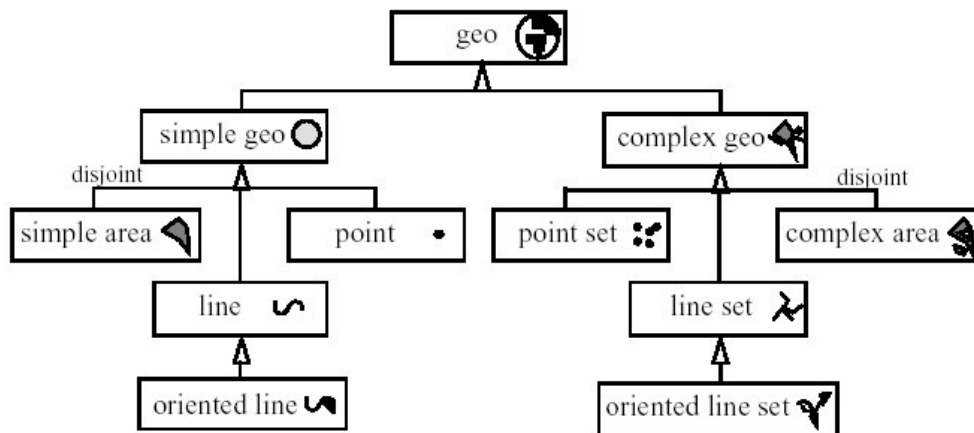 geo
simple geo
complex geo
disjoint
disjoint
simple area
point
point set
complex area
line
line set
oriented line
oriented line set